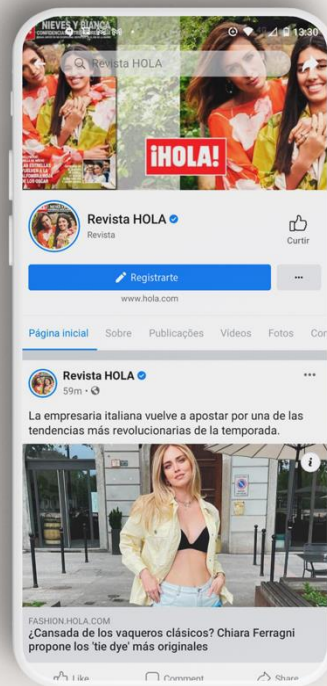 NIEVES Y BIANCA
13:30
Revista HOLA
¡HOLA!
Revista HOLA
Revista
Curtir
Registrarte
www.hola.com
Página inicial Sobre Publicações Vídeos Fotos
Revista HOLA
59m
La empresaria italiana vuelve a apostar por una de las
tendencias más revolucionarias de la temporada.
FASHION.HOLA.COM
¿Cansada de los vaqueros clásicos? Chiara Ferragni
propone los 'tie dye' más originales
Like Comment Share